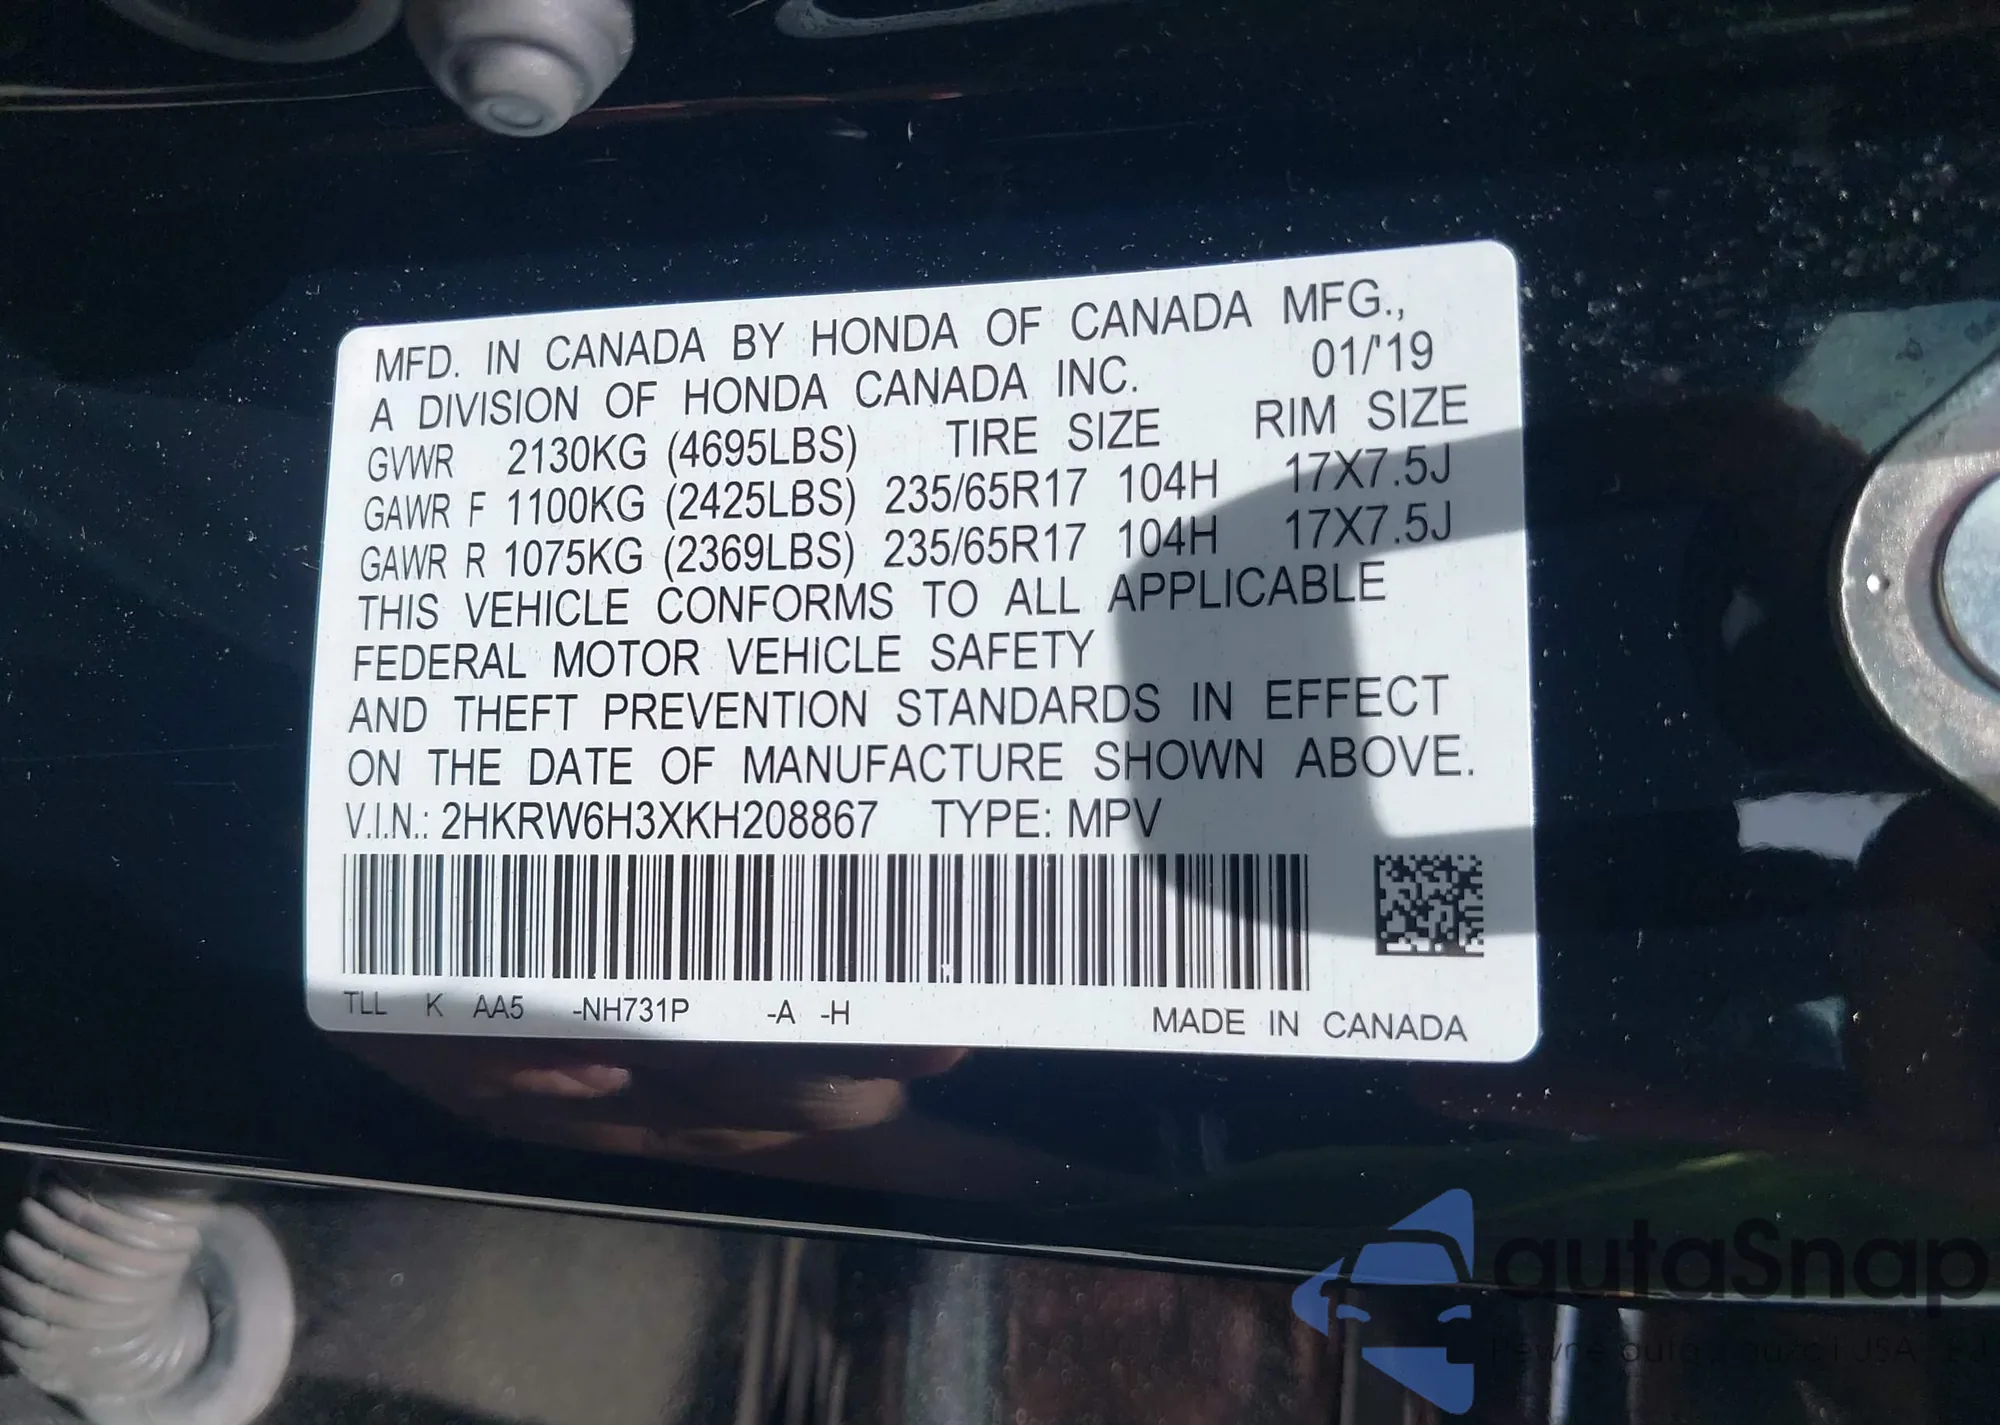 MFD. IN CANADA BY HONDA OF CANADA MFG.,
A DIVISION OF HONDA CANADA INC. 01/'19
GVWR 2130KG (4695LBS) TIRE SIZE RIM SIZE
GAWR F 1100KG (2425LBS) 235/65R17 104H 17X7.5J
GAWR R 1075KG (2369LBS) 235/65R17 104H 17X7.5J
THIS VEHICLE CONFORMS TO ALL APPLICABLE
FEDERAL MOTOR VEHICLE SAFETY
AND THEFT PREVENTION STANDARDS IN EFFECT
ON THE DATE OF MANUFACTURE SHOWN ABOVE.
V.I.N.: 2HKRW6H3XKH208867 TYPE: MPV
TLL K AA5 -NH731P -A -H MADE IN CANADA
autaSnap
auta USA